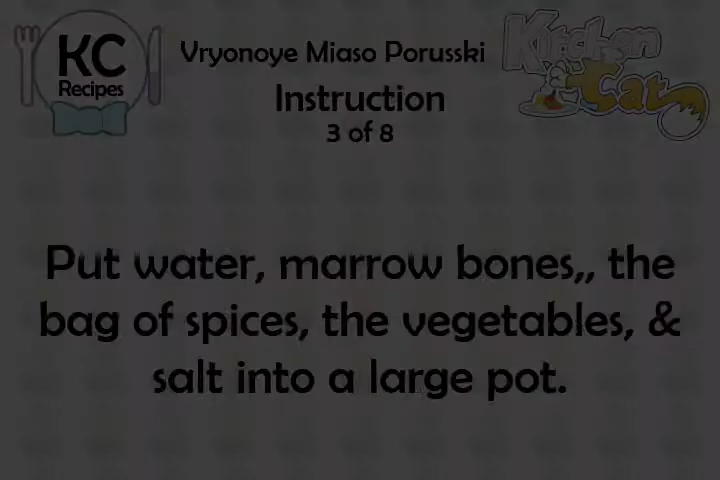 KC
Recipes
Vryonoye Miaso Porusski
Kitchen
Cat
Instruction
3 of 8
Put water, marrow bones,, the
bag of spices, the vegetables, &
salt into a large pot.